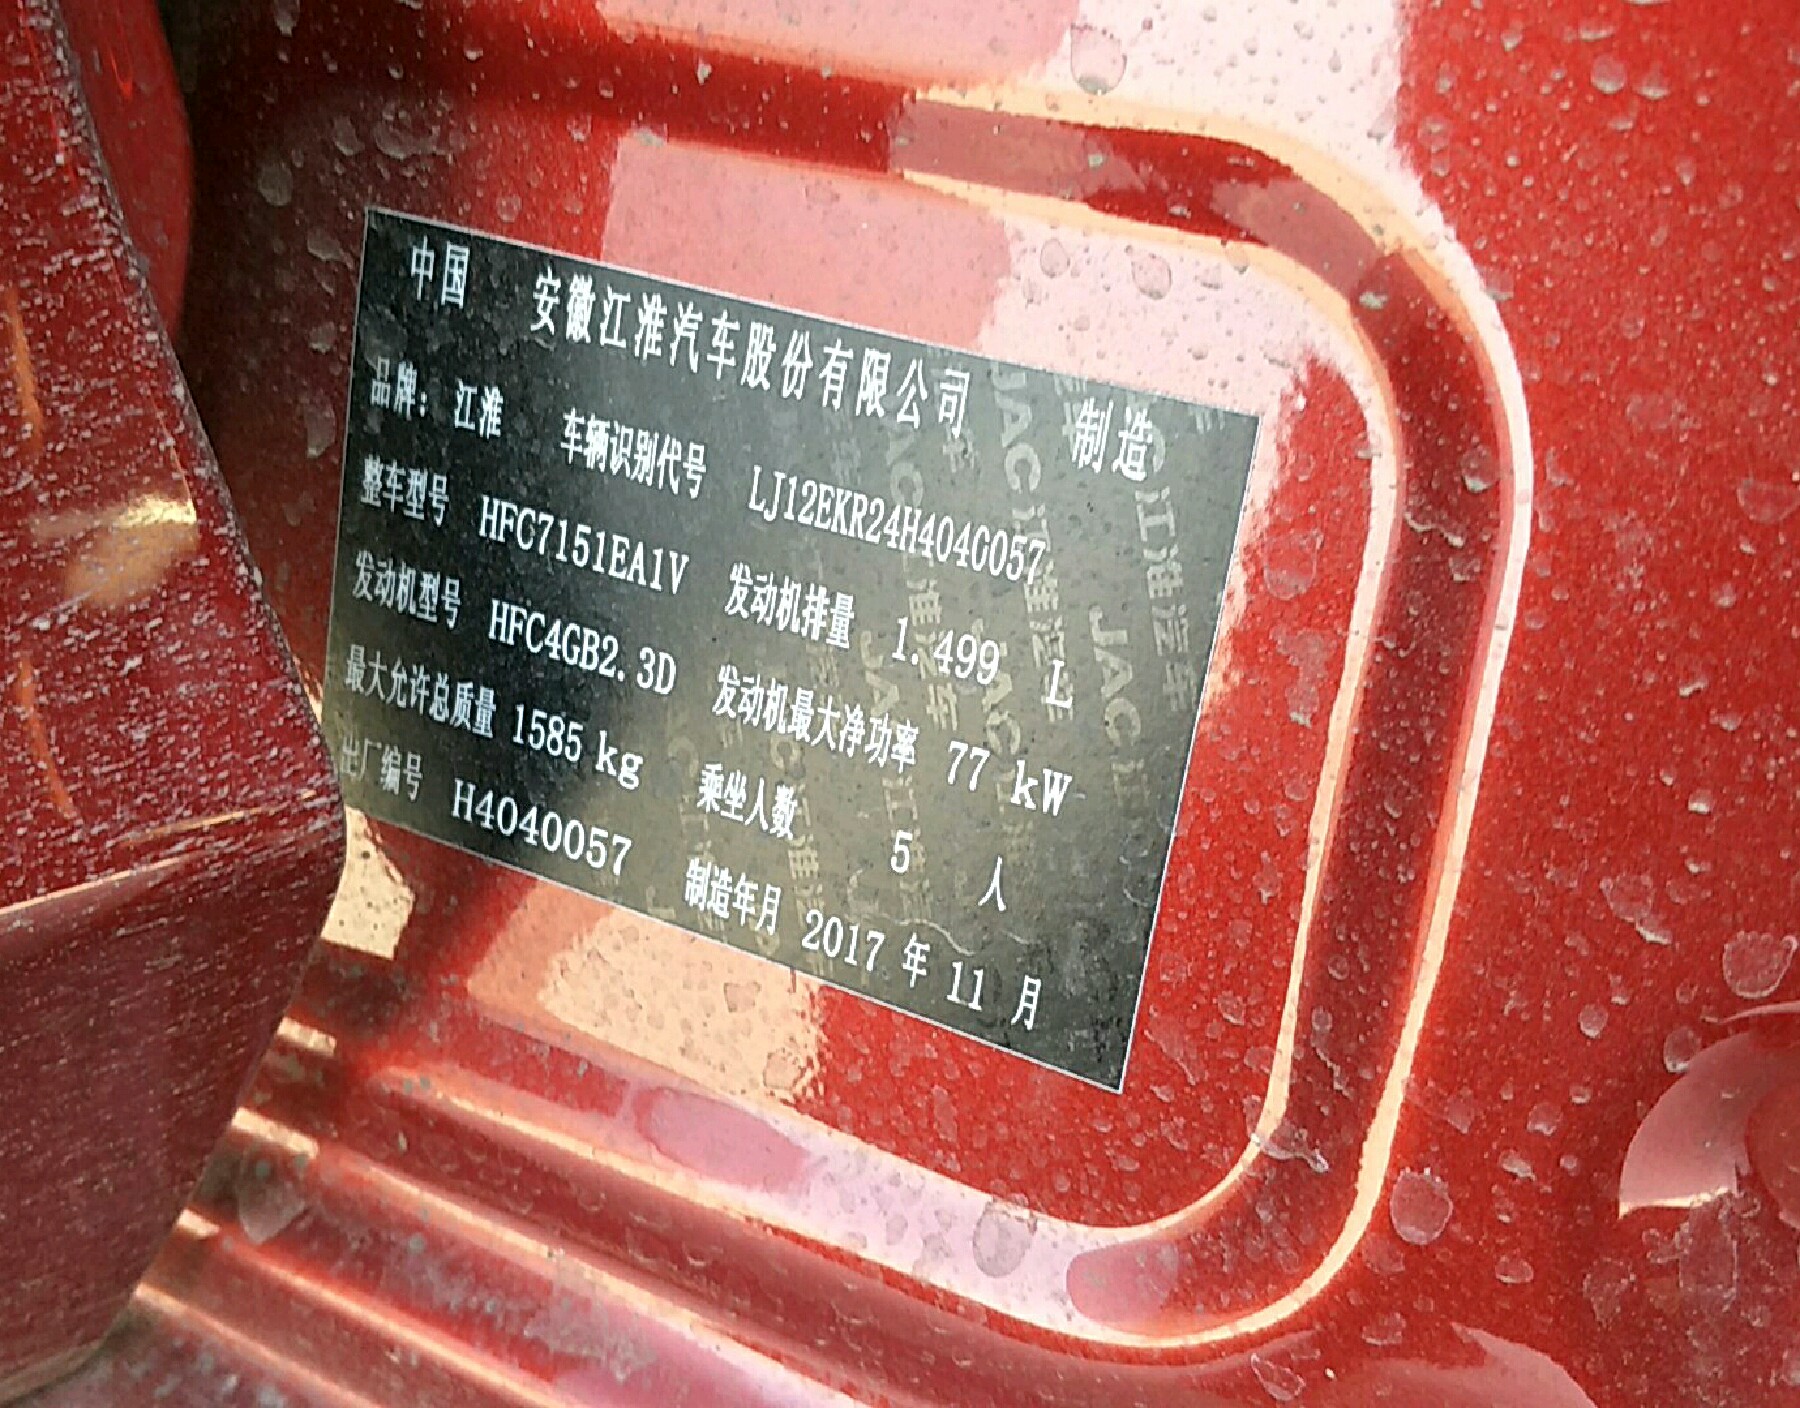 中国 安徽江淮汽车股份有限公司 制造
品牌: 江淮 车辆识别代号 LJ12EKR24H4040057
整车型号 HFC7151EA1V 发动机排量 1.499 L
发动机型号 HFC4GB2.3D 发动机最大净功率 77 kW
最大允许总质量 1585 kg 乘坐人数 5 人
出厂编号 H4040057 制造年月 2017 年 11 月